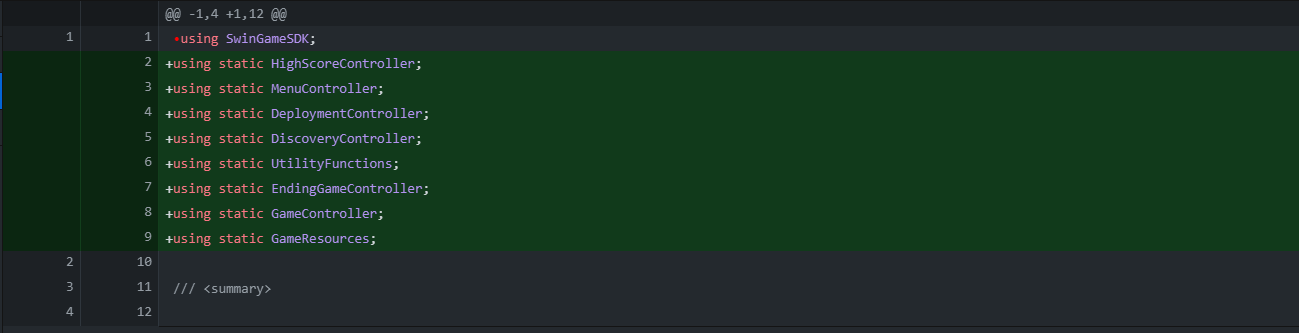 @@ -1,4 +1,12 @@
1 1 using SwinGameSDK;
2 +using static HighScoreController;
3 +using static MenuController;
4 +using static DeploymentController;
5 +using static DiscoveryController;
6 +using static UtilityFunctions;
7 +using static EndingGameController;
8 +using static GameController;
9 +using static GameResources;
2 10
3 11 /// <summary>
4 12